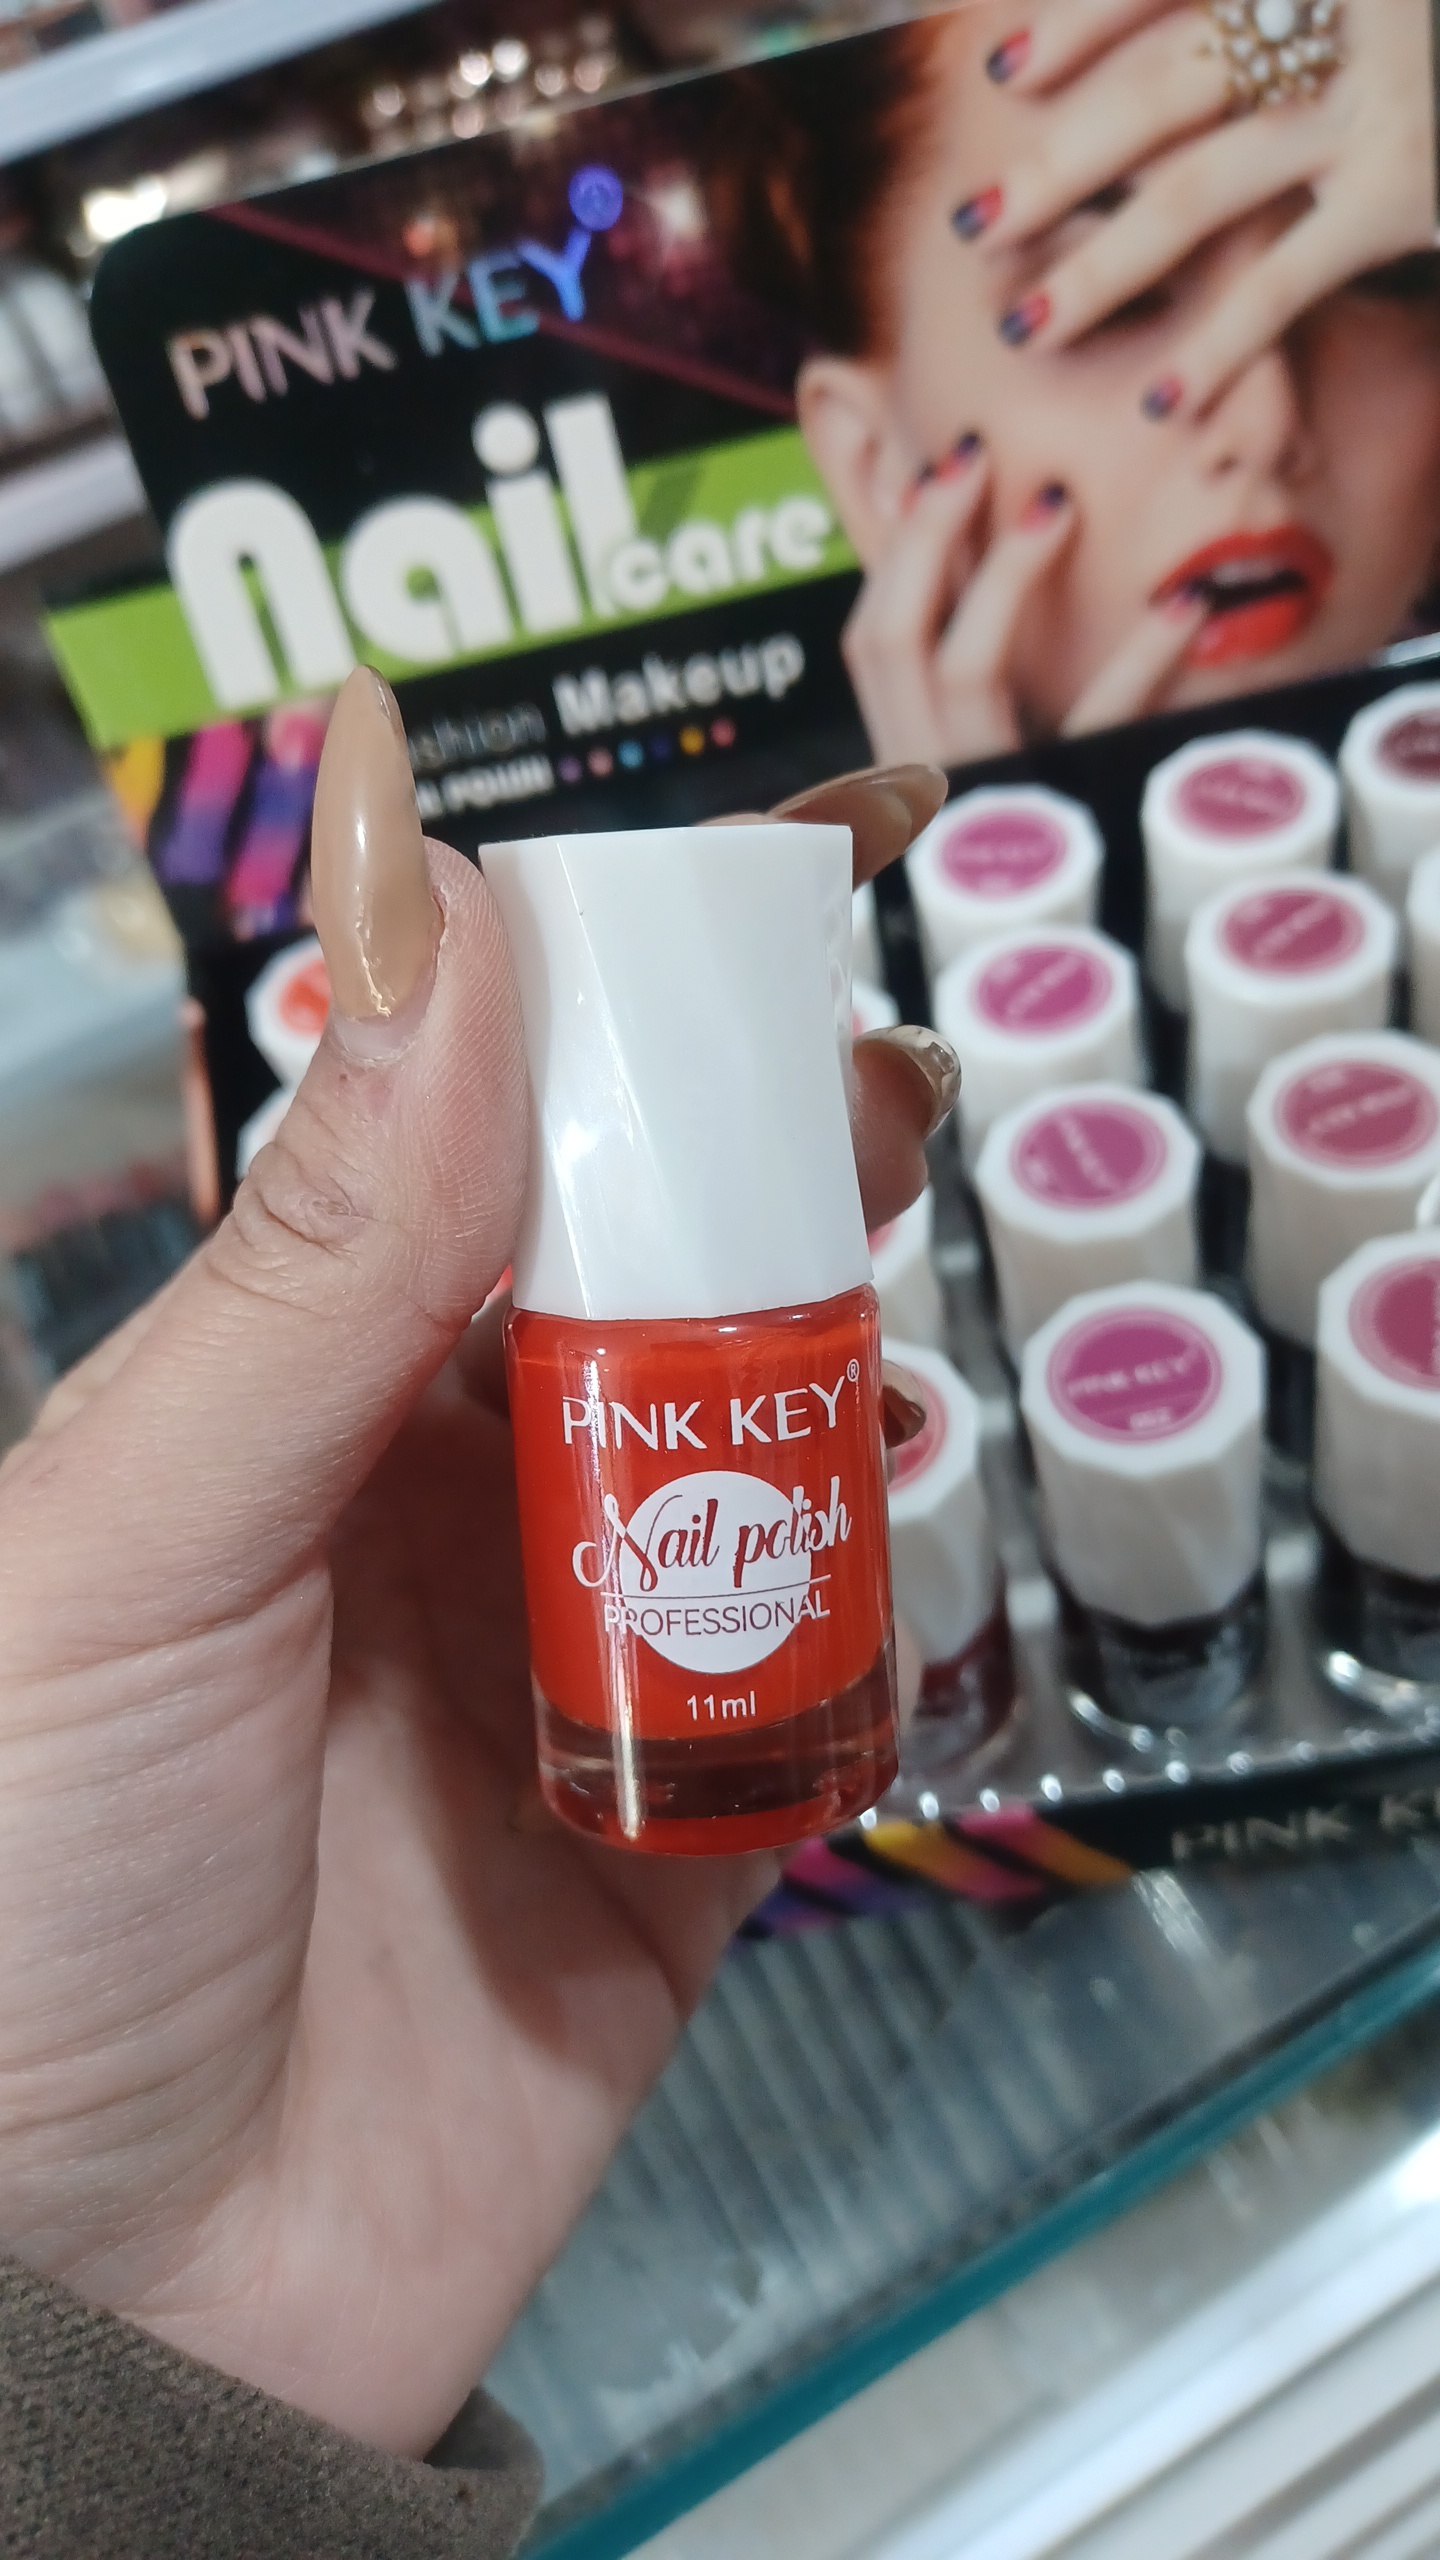 PINK KEY®
Nail care
Makeup
PINK KEY®
Nail polish
PROFESSIONAL
11ml
PINK KEY